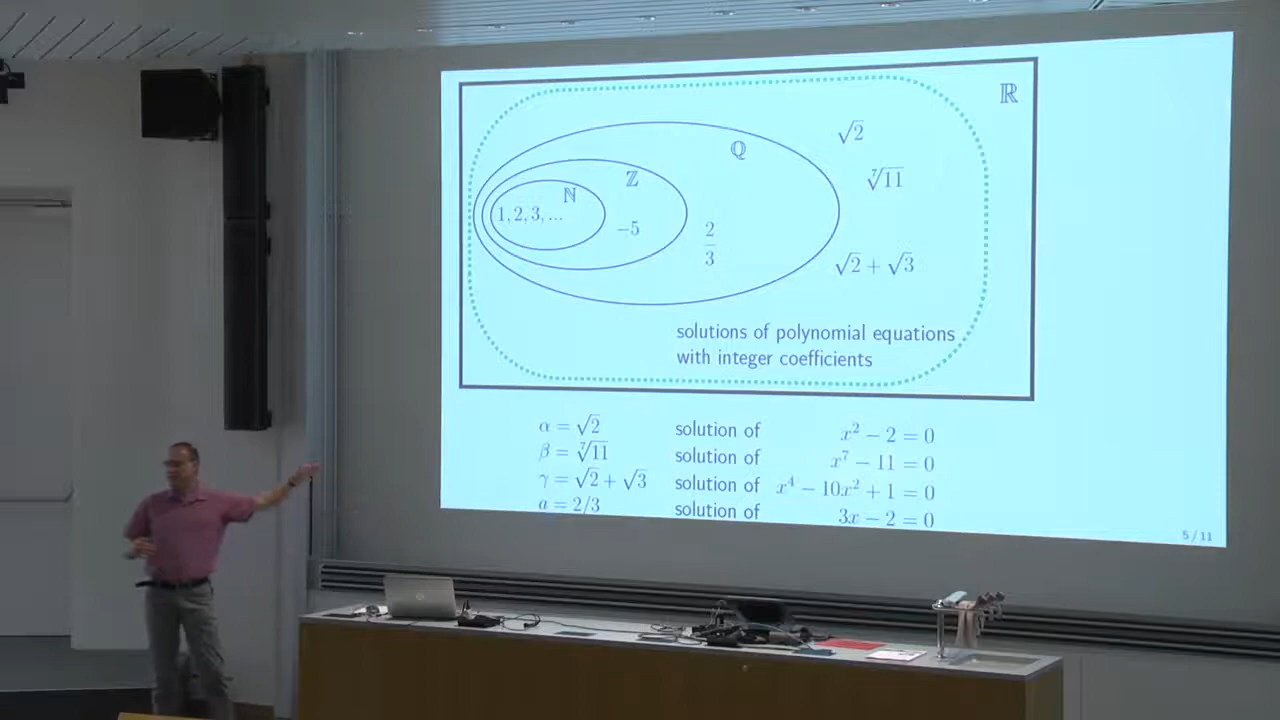 ℝ
√2
ℚ
⁷√11
ℤ
ℕ
1, 2, 3, ...
−5
2/3
√2 + √3
solutions of polynomial equations
with integer coefficients
α = √2 solution of x² − 2 = 0
β = ⁷√11 solution of x⁷ − 11 = 0
γ = √2 + √3 solution of x⁴ − 10x² + 1 = 0
a = 2/3 solution of 3x − 2 = 0
5 / 11